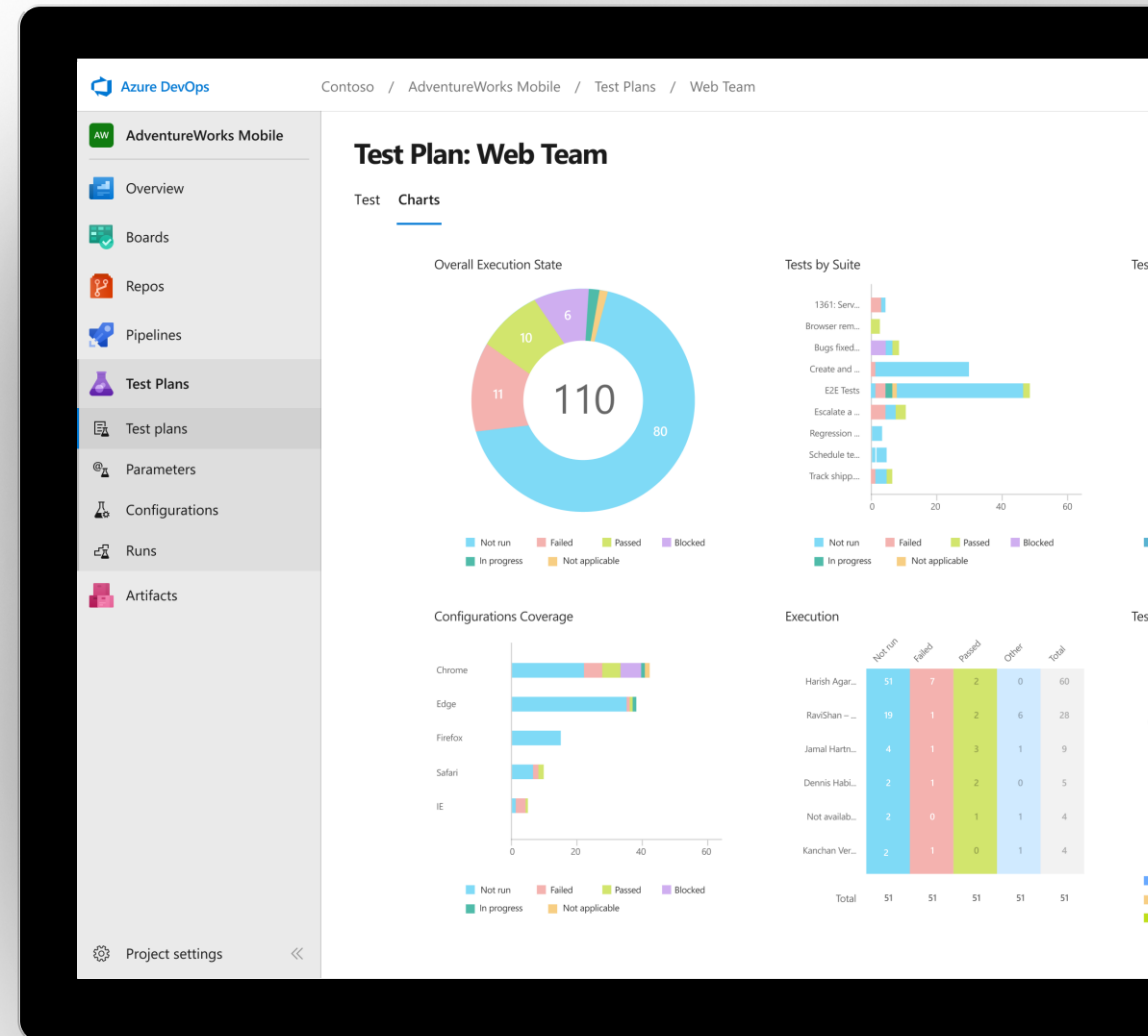 Azure DevOps
Contoso / AdventureWorks Mobile / Test Plans / Web Team
AW
AdventureWorks Mobile
Overview
Boards
Repos
Pipelines
Test Plans
Test plans
Parameters
Configurations
Runs
Artifacts
Project settings
Test Plan: Web Team
Test Charts
Overall Execution State
6
10
11
110
80
Not run Failed Passed Blocked
In progress Not applicable
Tests by Suite
1361: Serv...
Browser rem...
Bugs fixed...
Create and ...
E2E Tests
Escalate a ...
Regression ...
Schedule te...
Track shipp...
0 20 40 60
Not run Failed Passed Blocked
In progress Not applicable
Tes
Configurations Coverage
Chrome
Edge
Firefox
Safari
IE
0 20 40 60
Not run Failed Passed Blocked
In progress Not applicable
Execution
Not run Failed Passed Other Total
Harish Agar... 51 7 2 0 60
RaviShan – ... 19 1 2 6 28
Jamal Hartn... 4 1 3 1 9
Dennis Habi... 2 1 2 0 5
Not availab... 2 0 1 1 4
Kanchan Ver... 2 1 0 1 4
Total 51 51 51 51 51
Tes